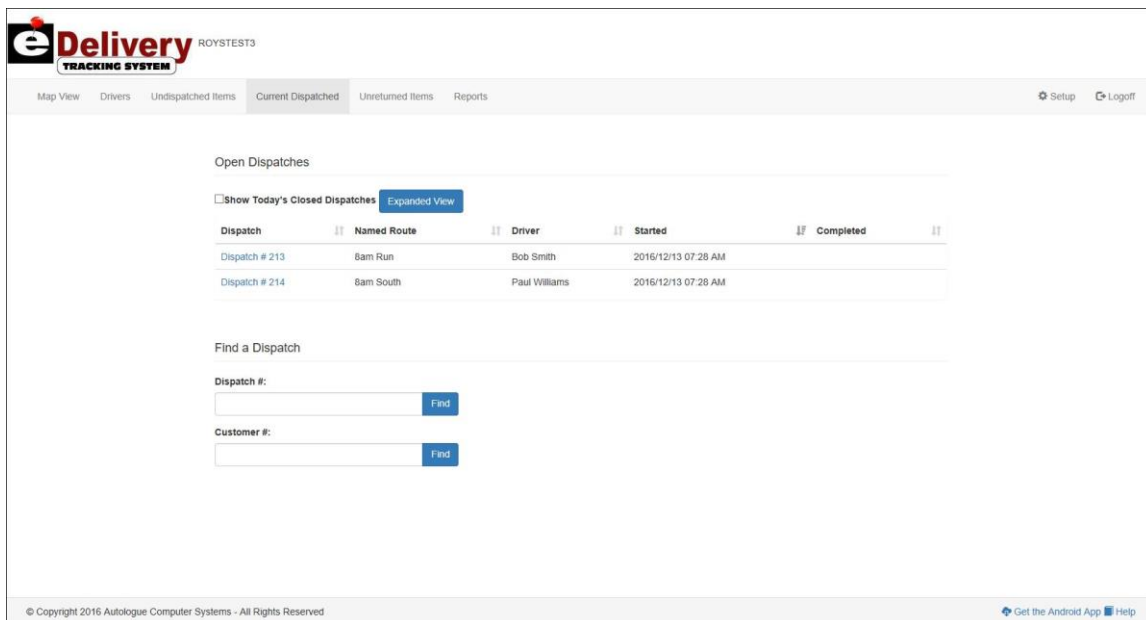 eDelivery ROYSTEST3
TRACKING SYSTEM
Map View Drivers Undispatched Items Current Dispatched Unreturned Items Reports Setup Logoff
Open Dispatches
Show Today's Closed Dispatches Expanded View
Dispatch Named Route Driver Started Completed
Dispatch # 213 8am Run Bob Smith 2016/12/13 07:28 AM
Dispatch # 214 8am South Paul Williams 2016/12/13 07:28 AM
Find a Dispatch
Dispatch #:
Find
Customer #:
Find
© Copyright 2016 Autologue Computer Systems - All Rights Reserved Get the Android App Help